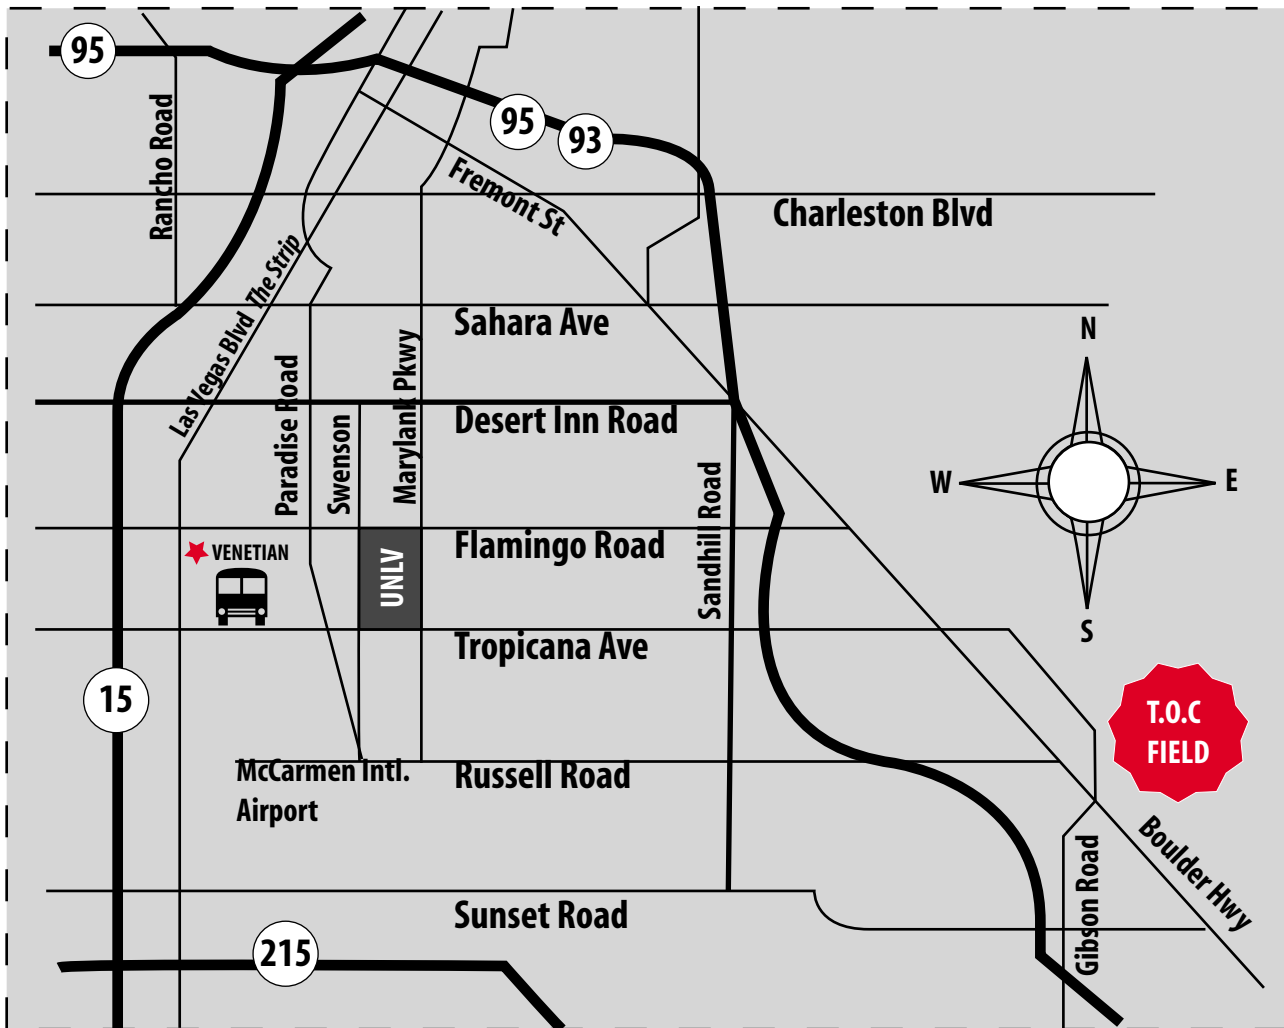 95
95
93
Rancho Road
Fremont St
Charleston Blvd
Las Vegas Blvd The Strip
Sahara Ave
N
Paradise Road
Swenson
Marylank Pkwy
Desert Inn Road
W
E
Sandhill Road
VENETIAN
UNLV
Flamingo Road
S
Tropicana Ave
15
T.O.C
FIELD
McCarmen Intl.
Airport
Russell Road
Boulder Hwy
Gibson Road
Sunset Road
215